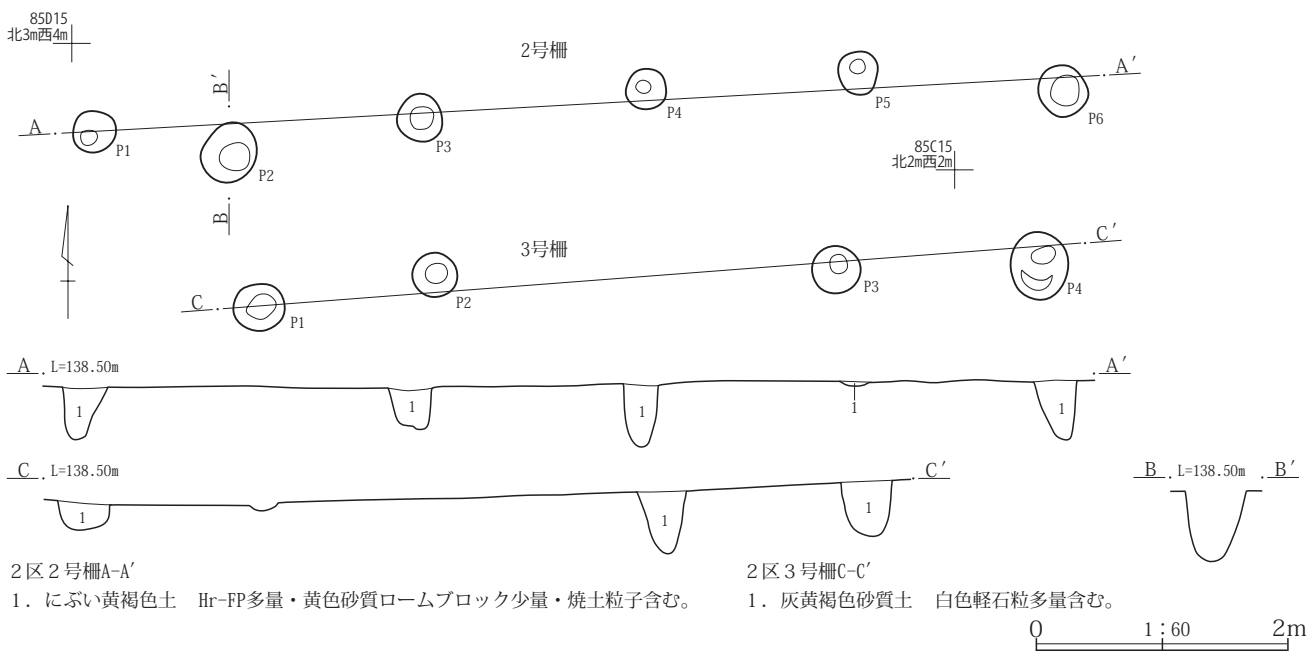 85D15
北3m西4m
2号柵
A
A′
B′
B
P1
P2
P3
P4
P5
P6
85C15
北2m西2m
3号柵
C
C′
P1
P2
P3
P4
A L=138.50m A′
1 1 1 1 1
C L=138.50m C′
1 1 1
B L=138.50m B′
2区2号柵A-A′
1．にぶい黄褐色土　Hr-FP多量・黄色砂質ロームブロック少量・焼土粒子含む。
2区3号柵C-C′
1．灰黄褐色砂質土　白色軽石粒多量含む。
0 1：60 2m